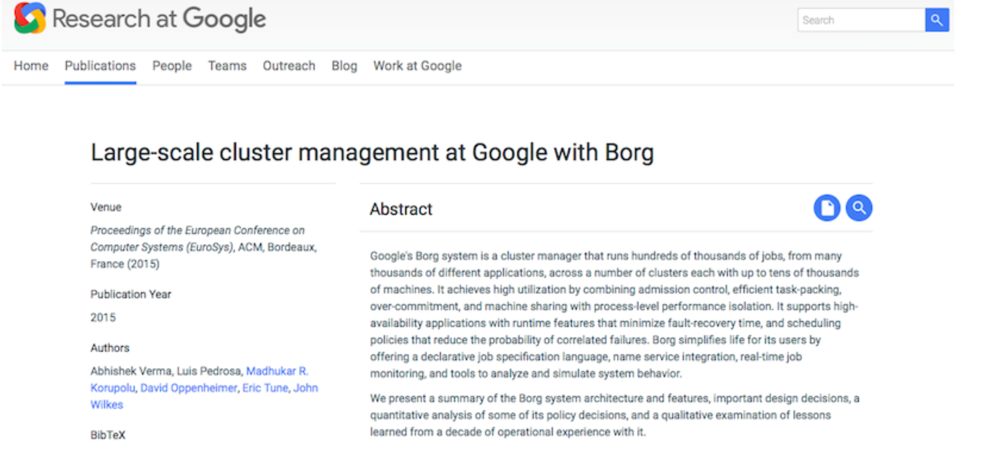 Research at Google
Search
Home Publications People Teams Outreach Blog Work at Google
Large-scale cluster management at Google with Borg
Venue
Proceedings of the European Conference on
Computer Systems (EuroSys), ACM, Bordeaux,
France (2015)
Publication Year
2015
Authors
Abhishek Verma, Luis Pedrosa, Madhukar R.
Korupolu, David Oppenheimer, Eric Tune, John
Wilkes
BibTeX
Abstract
Google's Borg system is a cluster manager that runs hundreds of thousands of jobs, from many
thousands of different applications, across a number of clusters each with up to tens of thousands
of machines. It achieves high utilization by combining admission control, efficient task-packing,
over-commitment, and machine sharing with process-level performance isolation. It supports high-
availability applications with runtime features that minimize fault-recovery time, and scheduling
policies that reduce the probability of correlated failures. Borg simplifies life for its users by
offering a declarative job specification language, name service integration, real-time job
monitoring, and tools to analyze and simulate system behavior.
We present a summary of the Borg system architecture and features, important design decisions, a
quantitative analysis of some of its policy decisions, and a qualitative examination of lessons
learned from a decade of operational experience with it.